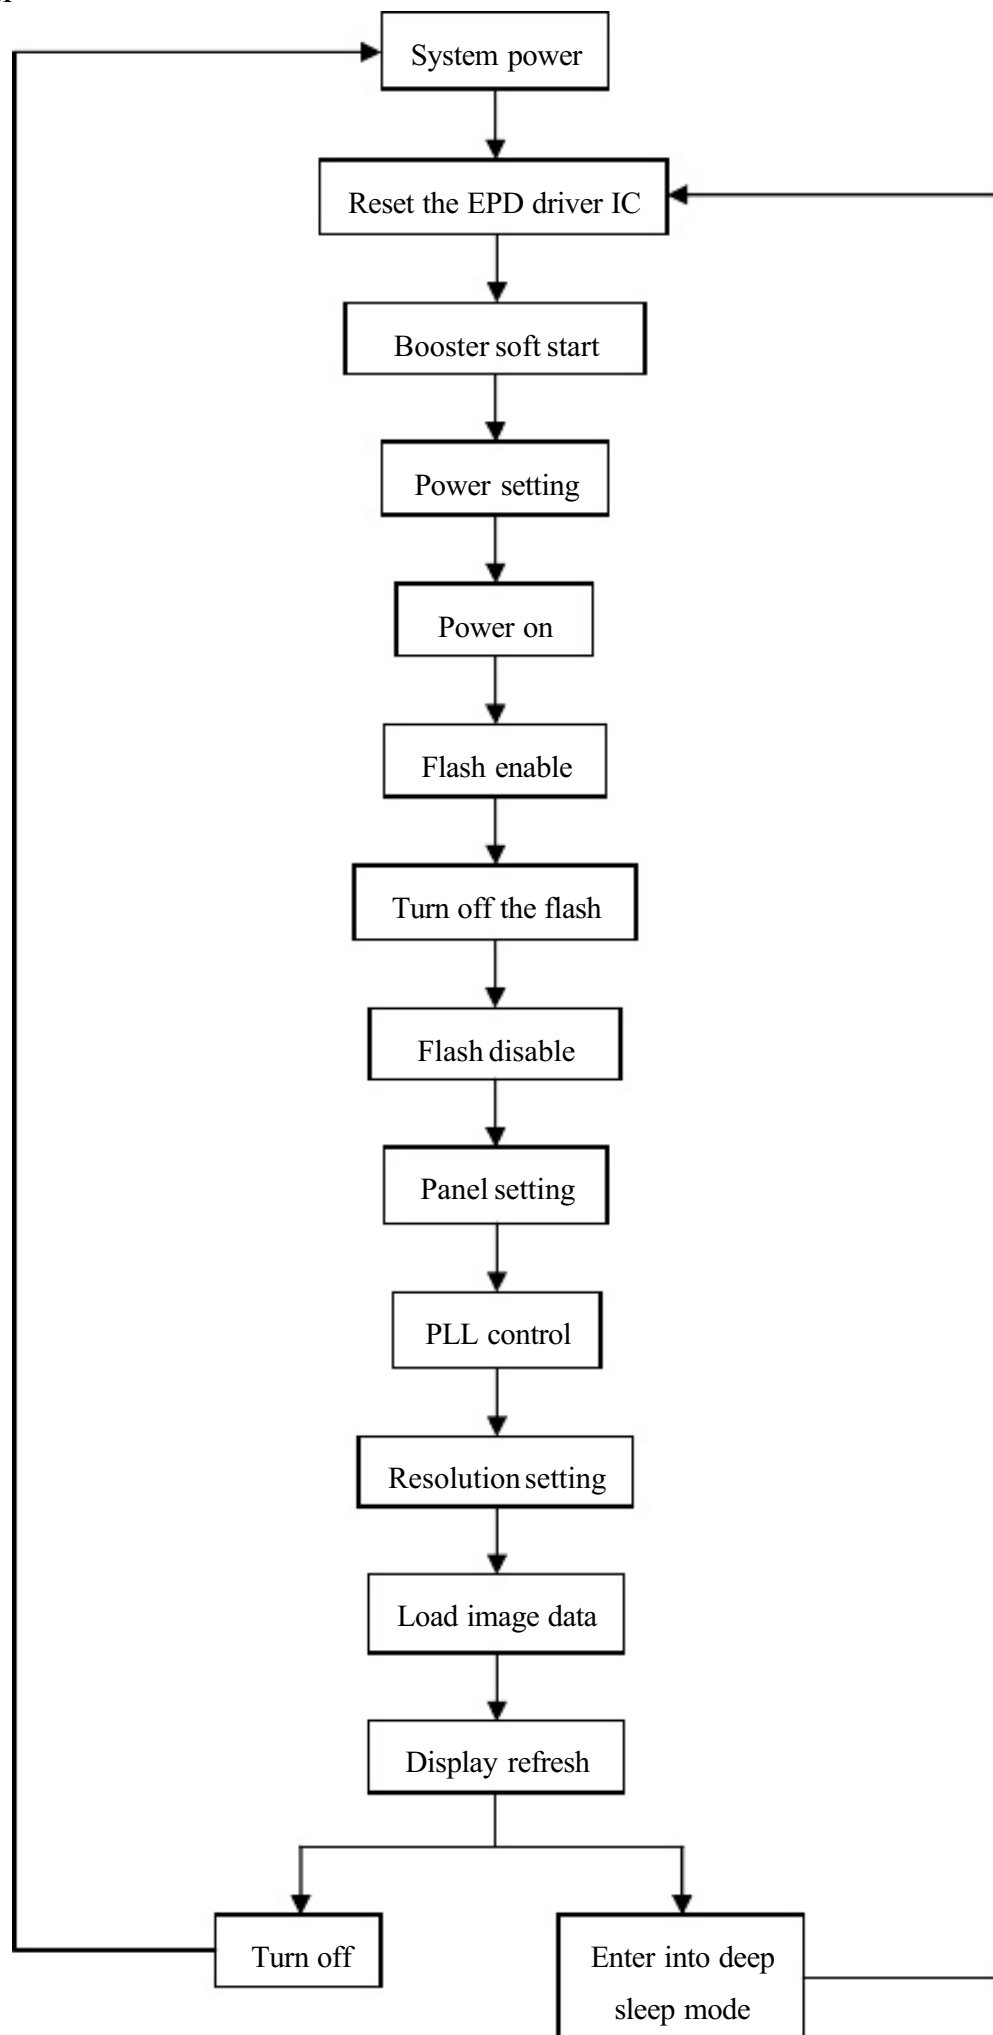 System power
Reset the EPD driver IC
Booster soft start
Power setting
Power on
Flash enable
Turn off the flash
Flash disable
Panel setting
PLL control
Resolution setting
Load image data
Display refresh
Turn off
Enter into deep
sleep mode